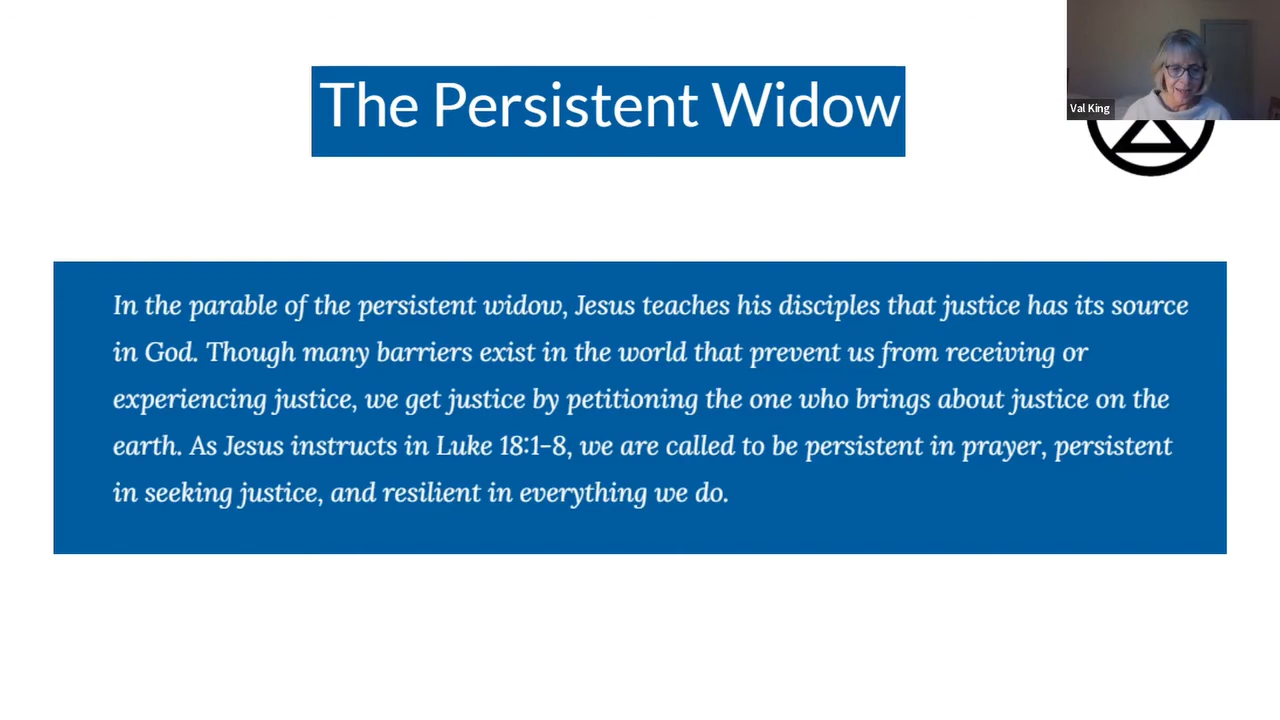 The Persistent Widow
Val King
In the parable of the persistent widow, Jesus teaches his disciples that justice has its source
in God. Though many barriers exist in the world that prevent us from receiving or
experiencing justice, we get justice by petitioning the one who brings about justice on the
earth. As Jesus instructs in Luke 18:1-8, we are called to be persistent in prayer, persistent
in seeking justice, and resilient in everything we do.